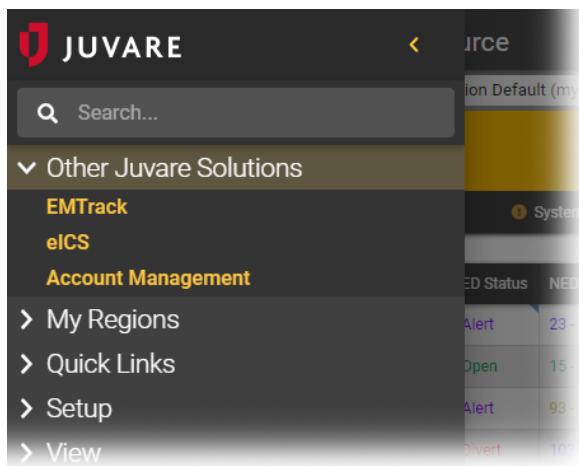 JUVARE
Search...
Other Juvare Solutions
EMTrack
eICS
Account Management
My Regions
Quick Links
Setup
View
urce
ion Default (my
System
ED Status NED
Alert 23 -
Open 15 -
Alert 93 -
Divert 102